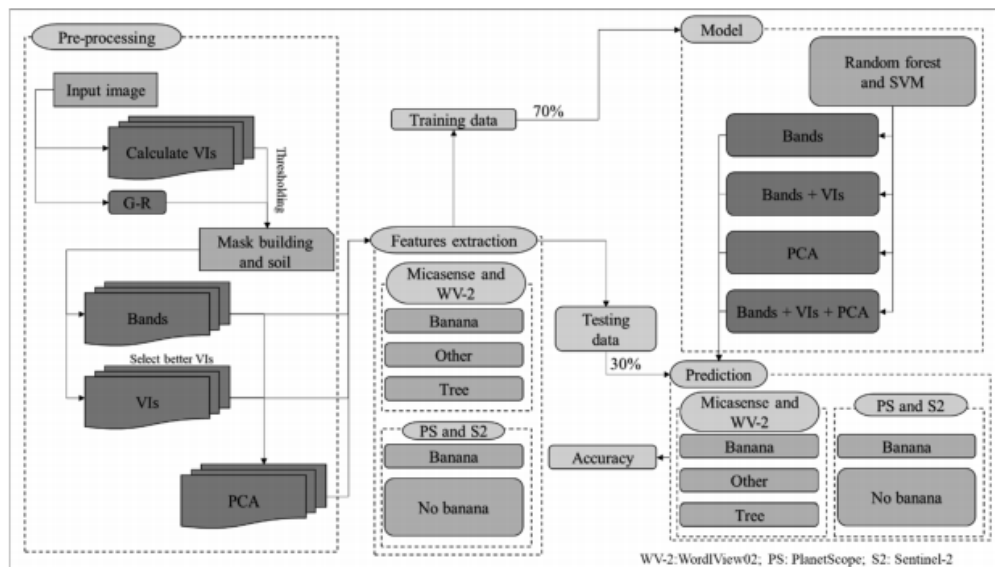 Pre-processing
Input image
Calculate VIs
Thresholding
G-R
Mask building
and soil
Bands
Select better VIs
VIs
PCA
Training data
70%
Features extraction
Micasense and
WV-2
Banana
Other
Tree
PS and S2
Banana
No banana
Testing
data
30%
Accuracy
Model
Random forest
and SVM
Bands
Bands + VIs
PCA
Bands + VIs + PCA
Prediction
Micasense and
WV-2
Banana
Other
Tree
PS and S2
Banana
No banana
WV-2:WordlView02; PS: PlanetScope; S2: Sentinel-2